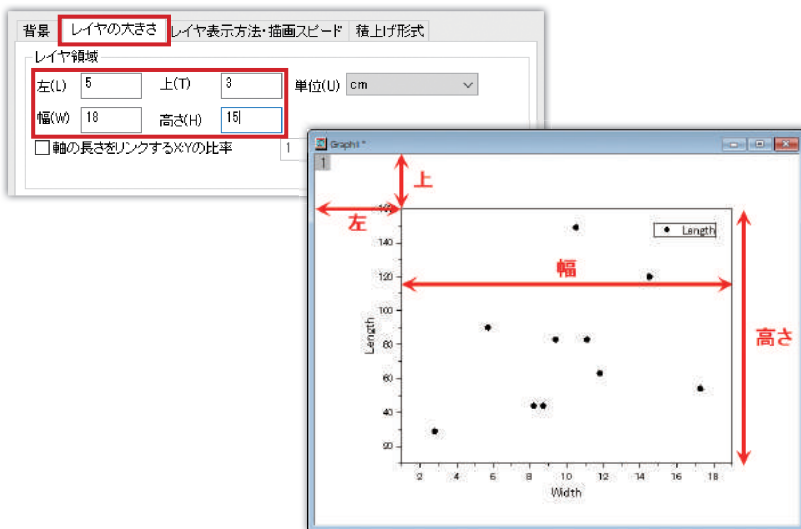 背景 レイヤの大きさ レイヤ表示方法・描画スピード 積上げ形式
レイヤ領域
左(L) 5 上(T) 3 単位(U) cm
幅(W) 18 高さ(H) 15
軸の長さをリンクするX:Yの比率 1
Graph1 *
1
上
左
160
140
120
100
80
60
40
20
Length
Length
幅
高さ
2 4 6 8 10 12 14 16 18
Width